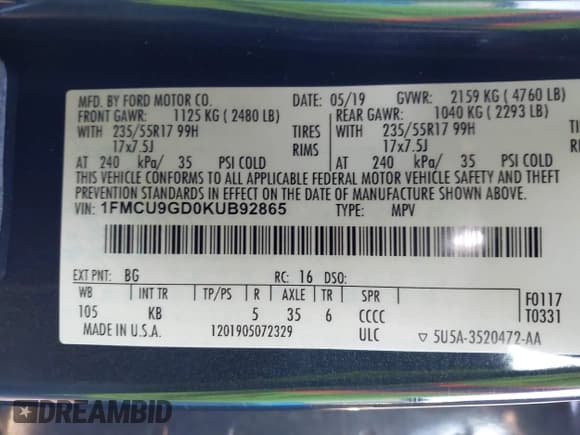 MFD. BY FORD MOTOR CO. DATE: 05/19 GVWR: 2159 KG ( 4760 LB)
FRONT GAWR: 1125 KG ( 2480 LB) REAR GAWR: 1040 KG ( 2293 LB)
WITH 235/55R17 99H TIRES WITH 235/55R17 99H
17x7.5J RIMS 17x7.5J
AT 240 kPa/ 35 PSI COLD AT 240 kPa/ 35 PSI COLD
THIS VEHICLE CONFORMS TO ALL APPLICABLE FEDERAL MOTOR VEHICLE SAFETY AND THEFT
PREVENTION STANDARDS IN EFFECT ON THE DATE OF MANUFACTURE SHOWN ABOVE.
VIN: 1FMCU9GD0KUB92865 TYPE: MPV
EXT PNT: BG RC: 16 DSO:
WB INT TR TP/PS R AXLE TR SPR F0117
105 KB 5 35 6 CCCC T0331
MADE IN U.S.A. 1201905072329 ULC ▽ 5U5A-3520472-AA
DREAMBID